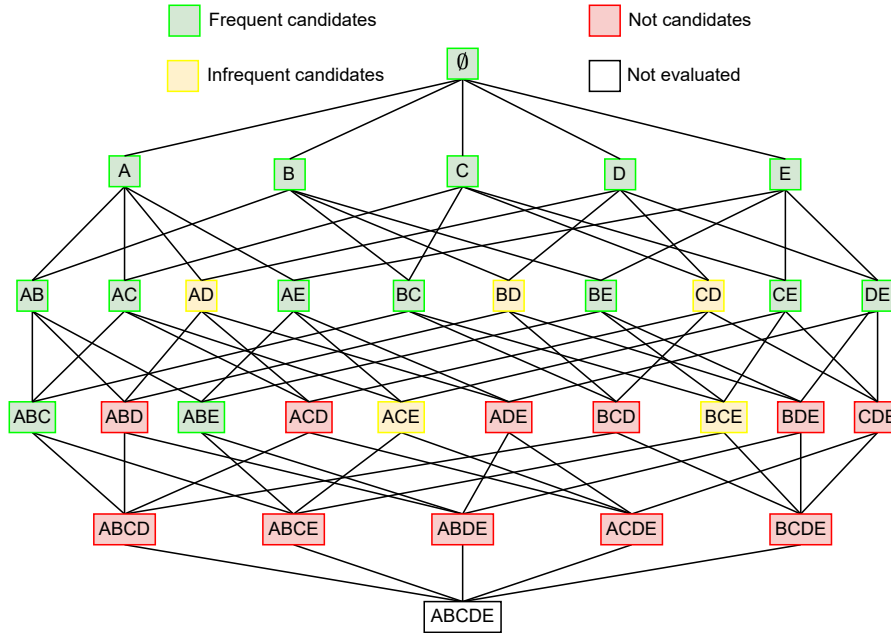 Frequent candidates
Not candidates
Infrequent candidates
Not evaluated
∅
A B C D E
AB AC AD AE BC BD BE CD CE DE
ABC ABD ABE ACD ACE ADE BCD BCE BDE CDE
ABCD ABCE ABDE ACDE BCDE
ABCDE